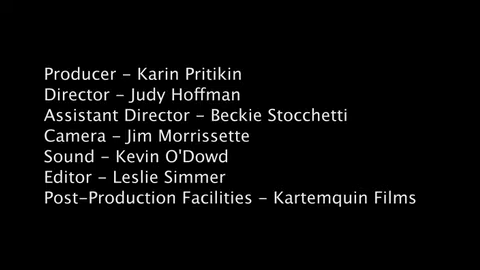 Producer – Karin Pritikin
Director – Judy Hoffman
Assistant Director – Beckie Stocchetti
Camera – Jim Morrissette
Sound – Kevin O'Dowd
Editor – Leslie Simmer
Post-Production Facilities – Kartemquin Films